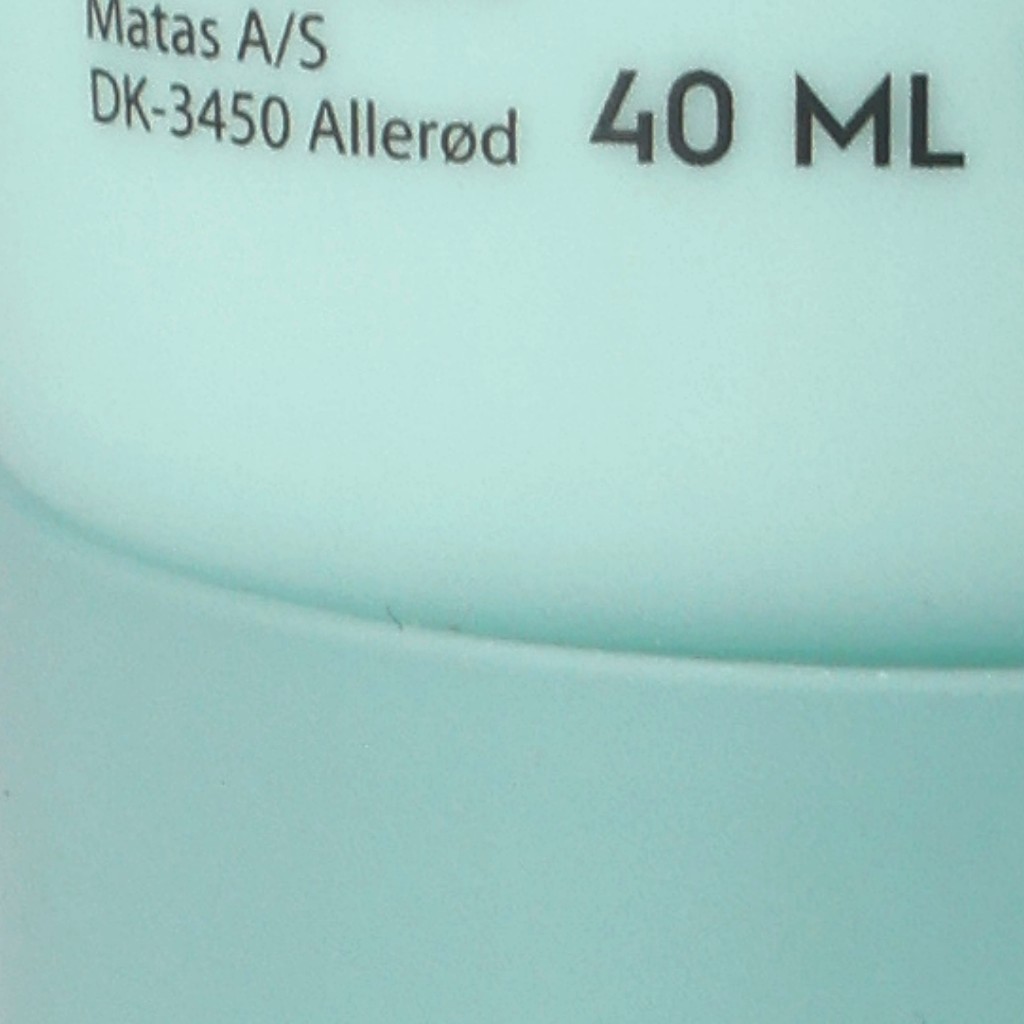 Matas A/S
DK-3450 Allerød
40 ML